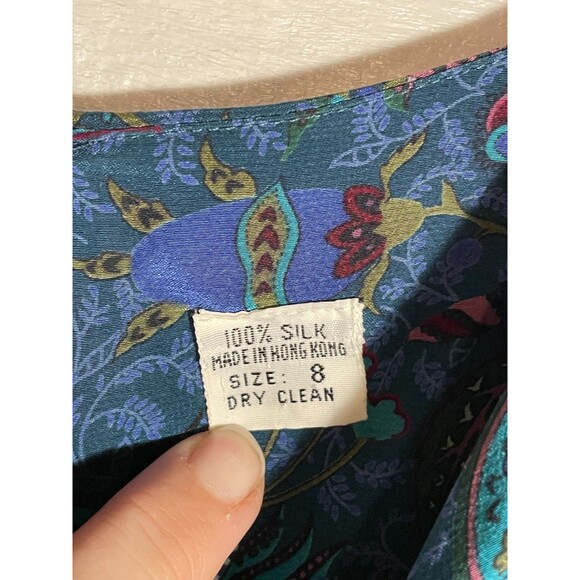 100% SILK
MADE IN HONG KONG
SIZE: 8
DRY CLEAN